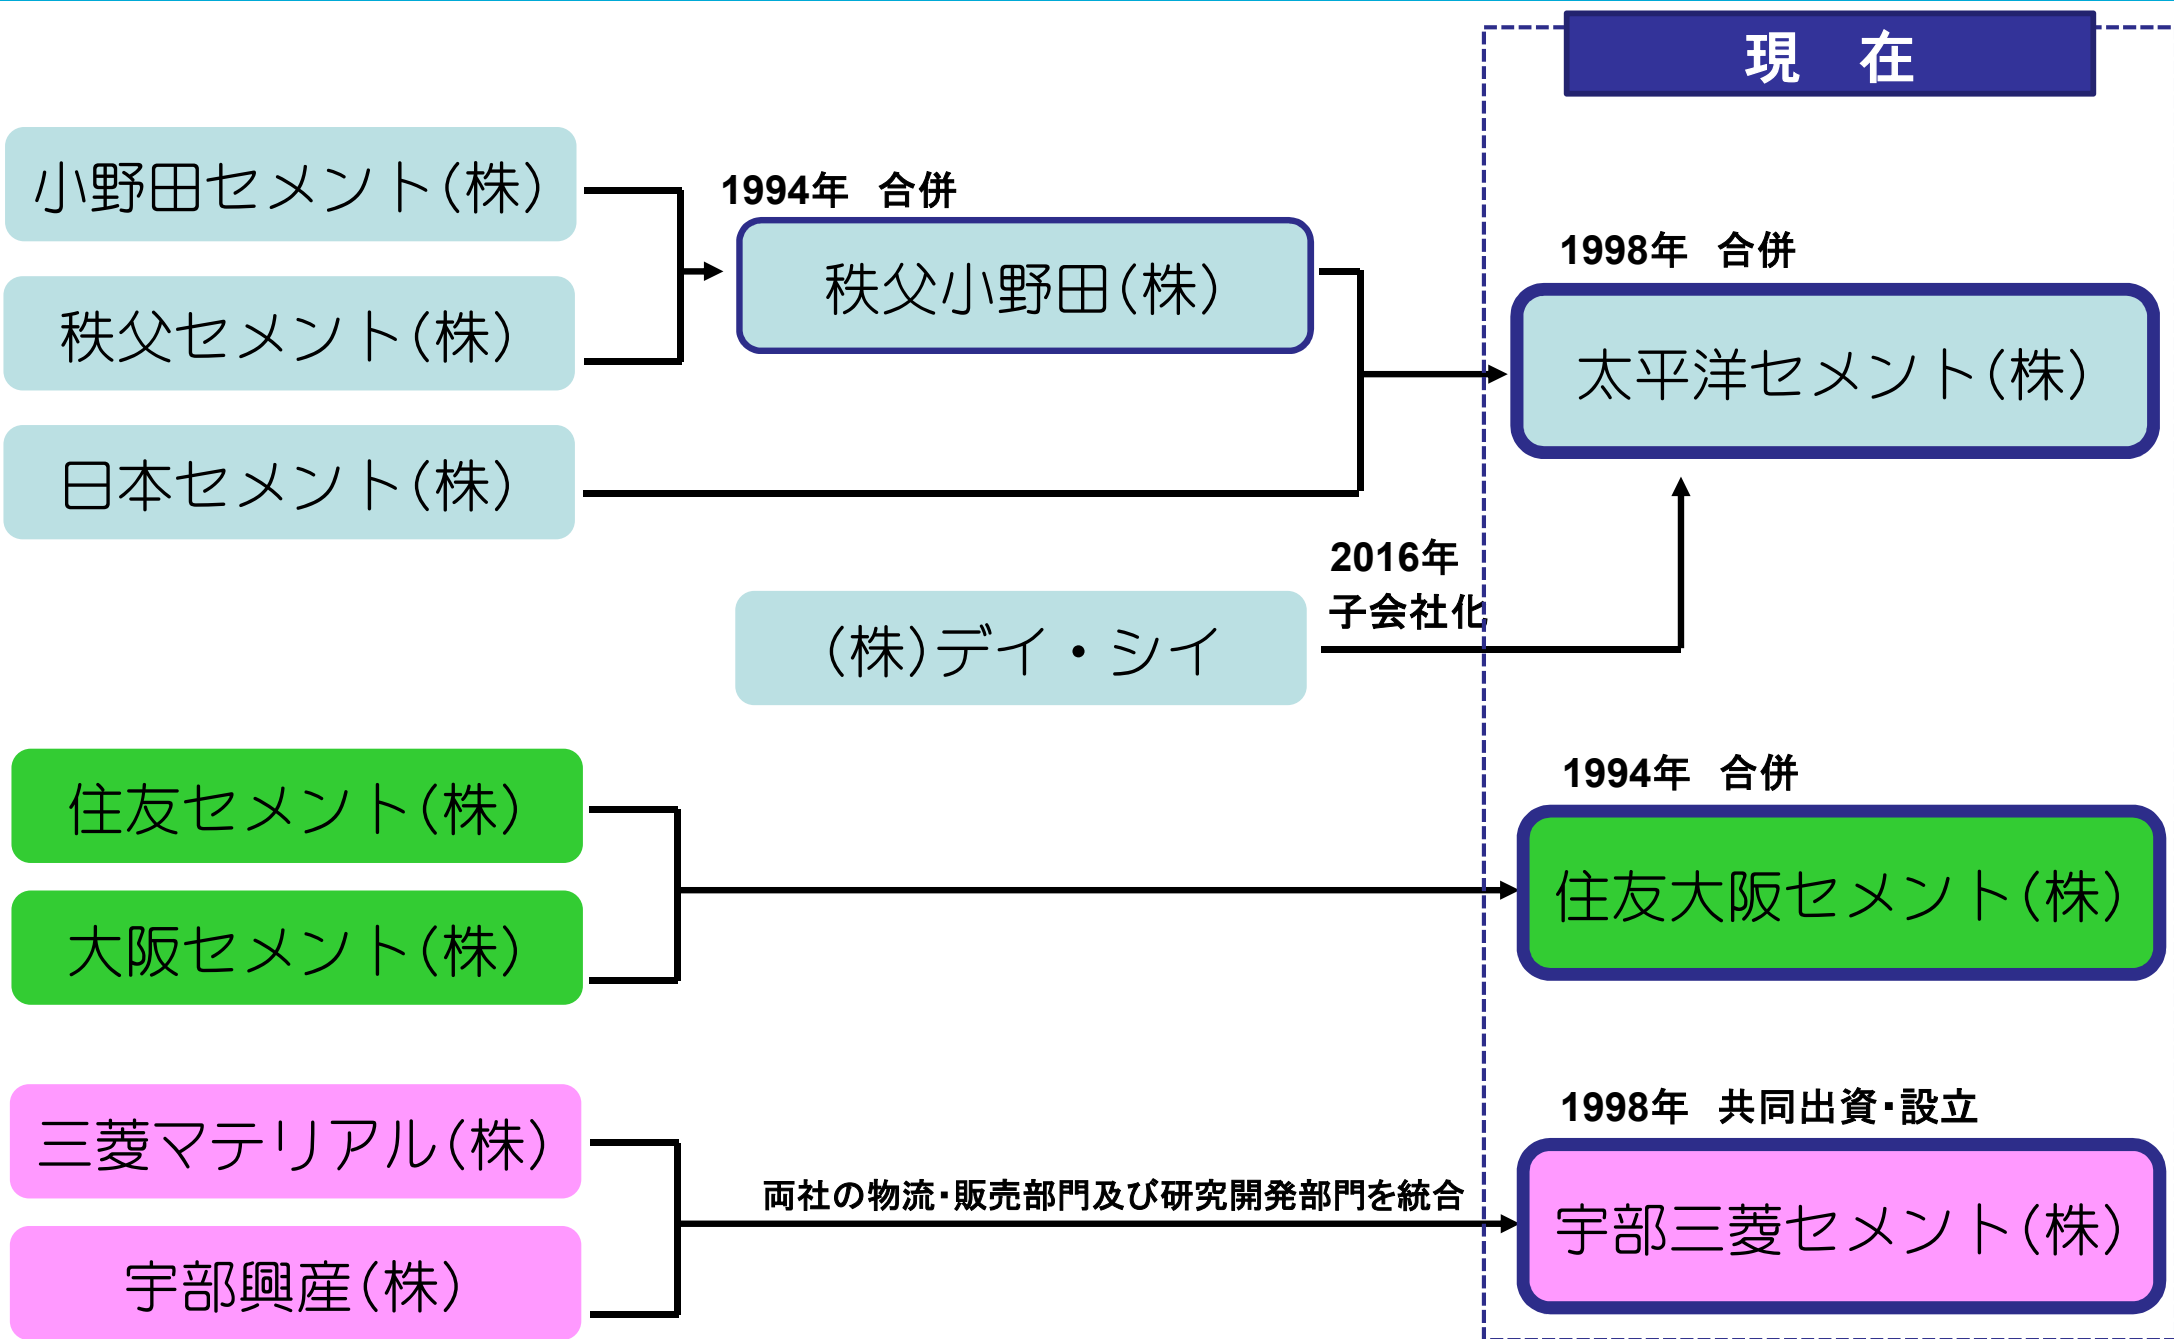 現　在
小野田セメント(株)
秩父セメント(株)
日本セメント(株)
1994年　合併
秩父小野田(株)
1998年　合併
太平洋セメント(株)
2016年
子会社化
(株)デイ・シイ
住友セメント(株)
大阪セメント(株)
1994年　合併
住友大阪セメント(株)
三菱マテリアル(株)
宇部興産(株)
両社の物流・販売部門及び研究開発部門を統合
1998年　共同出資・設立
宇部三菱セメント(株)